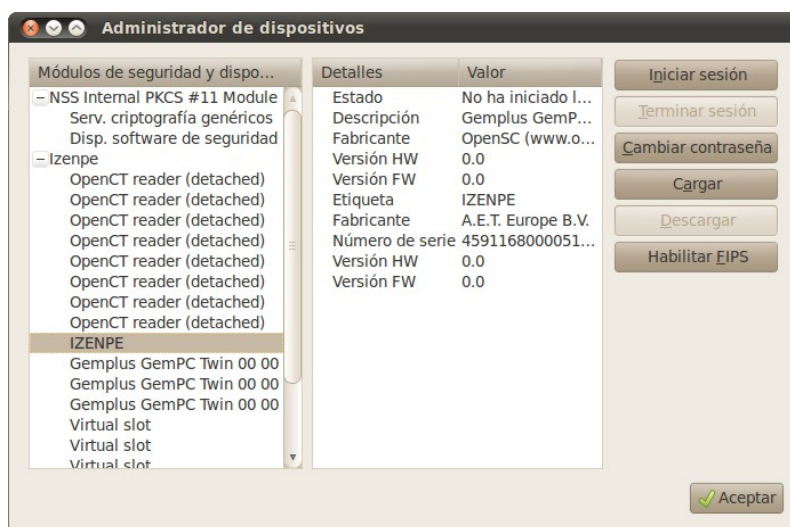 Administrador de dispositivos
Módulos de seguridad y dispo...
NSS Internal PKCS #11 Module
Serv. criptografía genéricos
Disp. software de seguridad
Izenpe
OpenCT reader (detached)
OpenCT reader (detached)
OpenCT reader (detached)
OpenCT reader (detached)
OpenCT reader (detached)
OpenCT reader (detached)
OpenCT reader (detached)
OpenCT reader (detached)
IZENPE
Gemplus GemPC Twin 00 00
Gemplus GemPC Twin 00 00
Gemplus GemPC Twin 00 00
Virtual slot
Virtual slot
Virtual slot
Detalles Valor
Estado No ha iniciado l...
Descripción Gemplus GemP...
Fabricante OpenSC (www.o...
Versión HW 0.0
Versión FW 0.0
Etiqueta IZENPE
Fabricante A.E.T. Europe B.V.
Número de serie 4591168000051...
Versión HW 0.0
Versión FW 0.0
Iniciar sesión
Terminar sesión
Cambiar contraseña
Cargar
Descargar
Habilitar FIPS
Aceptar